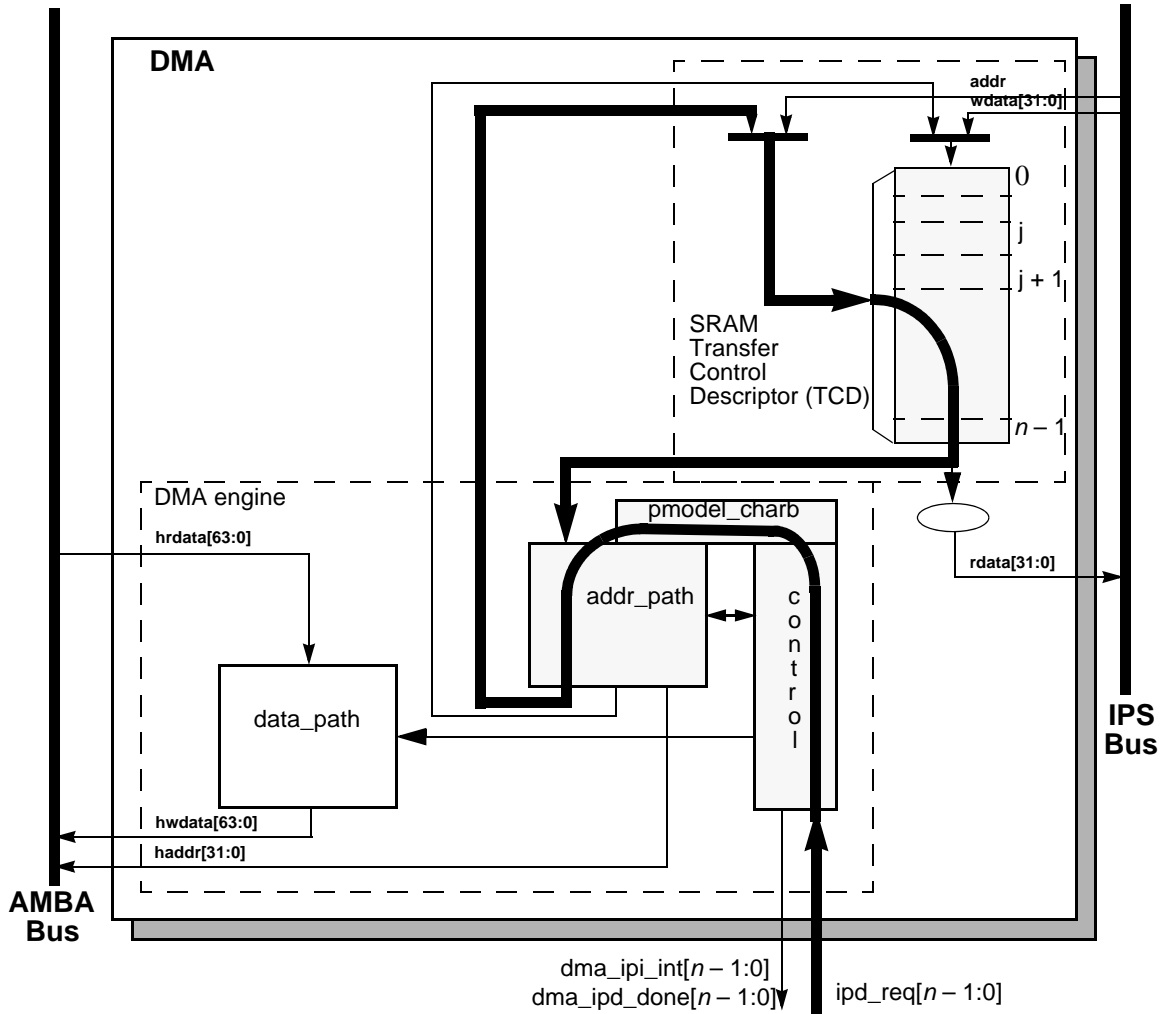 DMA
addr
wdata[31:0]
0
j
j + 1
SRAM
Transfer
Control
Descriptor (TCD)
n – 1
DMA engine
pmodel_charb
hrdata[63:0]
rdata[31:0]
addr_path
control
data_path
IPS
Bus
hwdata[63:0]
haddr[31:0]
AMBA
Bus
dma_ipi_int[n – 1:0]
dma_ipd_done[n – 1:0]
ipd_req[n – 1:0]